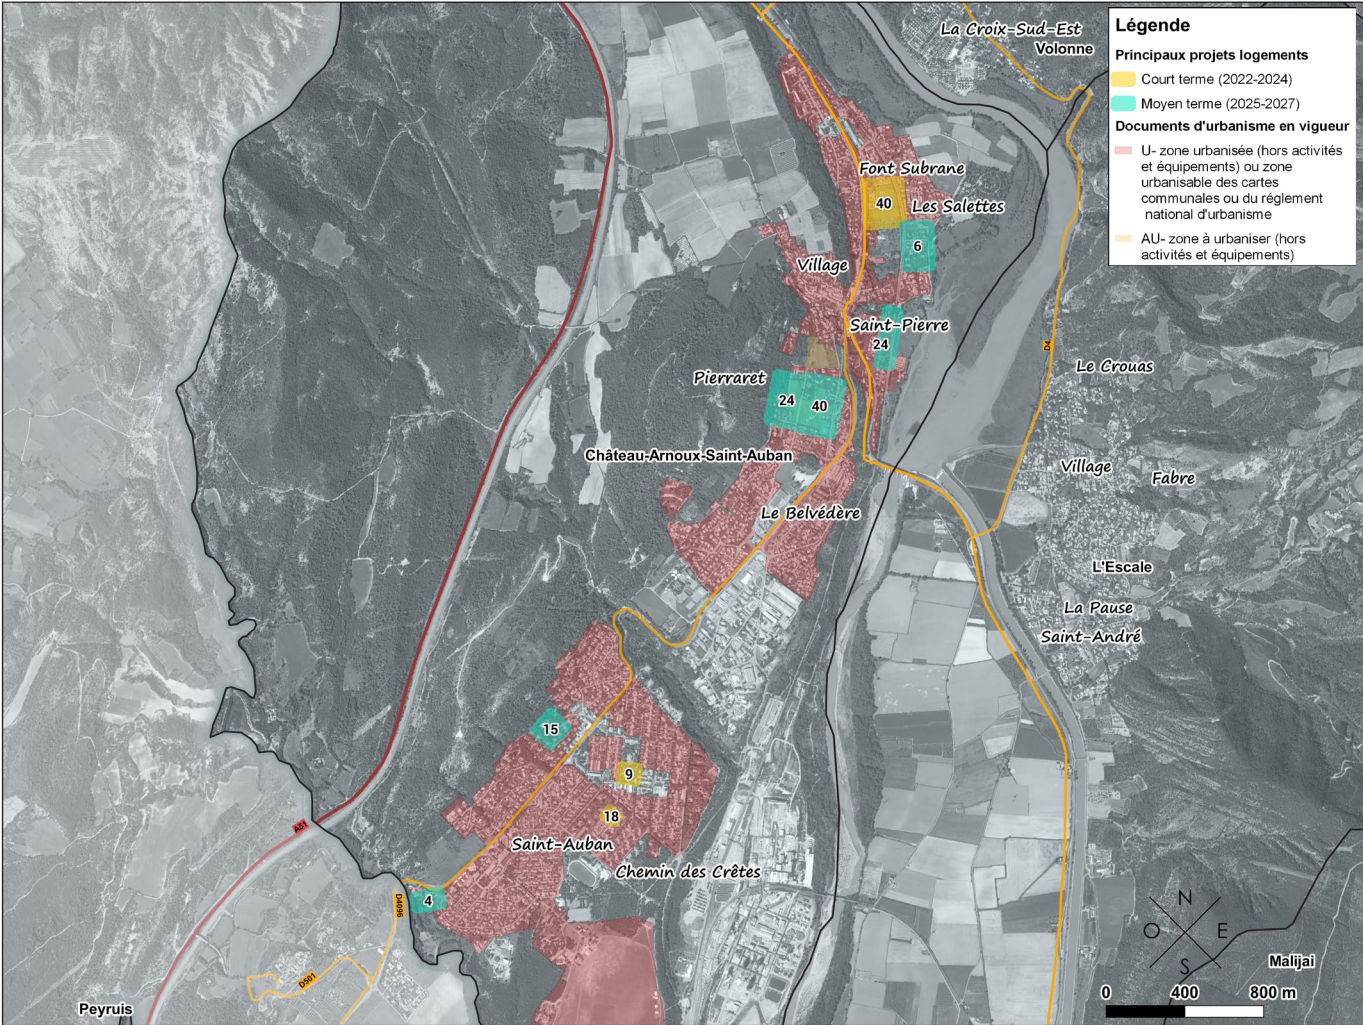 La Croix-Sud-Est
Volonne
Légende
Principaux projets logements
Court terme (2022-2024)
Moyen terme (2025-2027)
Documents d'urbanisme en vigueur
U- zone urbanisée (hors activités
et équipements) ou zone
urbanisable des cartes
communales ou du réglement
national d'urbanisme
AU- zone à urbaniser (hors
activités et équipements)
Font Subrane
40
Les Salettes
6
Village
Saint-Pierre
24
D4
Le Crouas
Pierraret
24
40
Château-Arnoux-Saint-Auban
Village
Fabre
Le Belvédère
L'Escale
La Pause
Saint-André
15
9
18
A51
Saint-Auban
Chemin des Crêtes
4
D4096
D501
Peyruis
N
O
E
S
Malijai
0 400 800 m